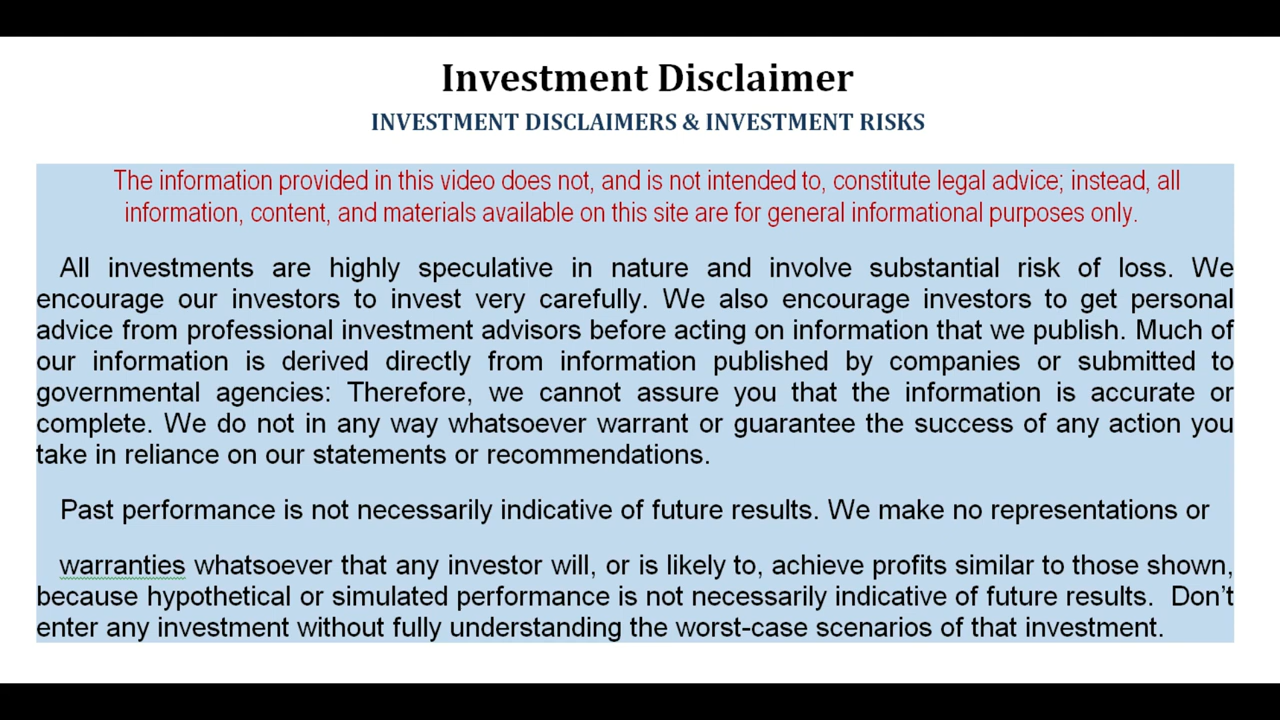 Investment Disclaimer
INVESTMENT DISCLAIMERS & INVESTMENT RISKS
The information provided in this video does not, and is not intended to, constitute legal advice; instead, all
information, content, and materials available on this site are for general informational purposes only.
All investments are highly speculative in nature and involve substantial risk of loss. We
encourage our investors to invest very carefully. We also encourage investors to get personal
advice from professional investment advisors before acting on information that we publish. Much of
our information is derived directly from information published by companies or submitted to
governmental agencies: Therefore, we cannot assure you that the information is accurate or
complete. We do not in any way whatsoever warrant or guarantee the success of any action you
take in reliance on our statements or recommendations.
Past performance is not necessarily indicative of future results. We make no representations or
warranties whatsoever that any investor will, or is likely to, achieve profits similar to those shown,
because hypothetical or simulated performance is not necessarily indicative of future results. Don’t
enter any investment without fully understanding the worst-case scenarios of that investment.